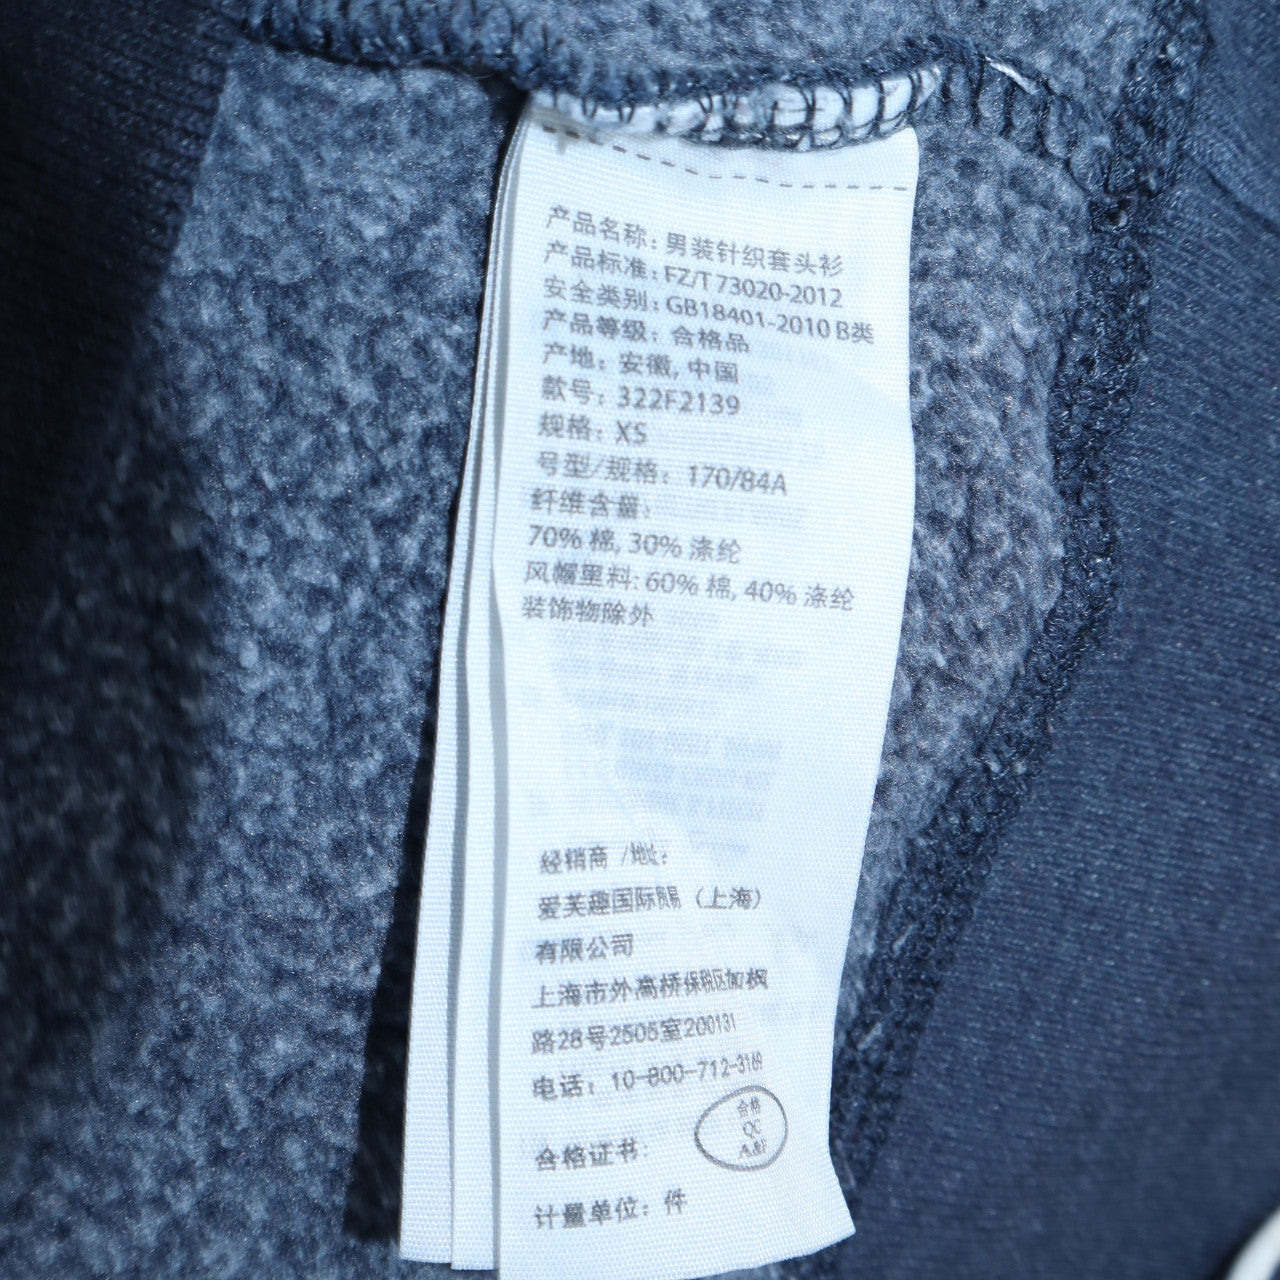 产品名称: 男装针织套头衫
产品标准: FZ/T 73020-2012
安全类别: GB18401-2010 B类
产品等级: 合格品
产地: 安徽, 中国
款号: 322F2139
规格: XS
号型/规格: 170/84A
纤维含量:
70% 棉, 30% 涤纶
风帽里料: 60% 棉, 40% 涤纶
装饰物除外
经销商 /地:
爱芙趣国际 (上海)
有限公司
上海市外高桥保税区加枫
路28号2505室200131
电话: 10-800-712-3169
合格
QC
A&F
合格证书:
计量单位: 件